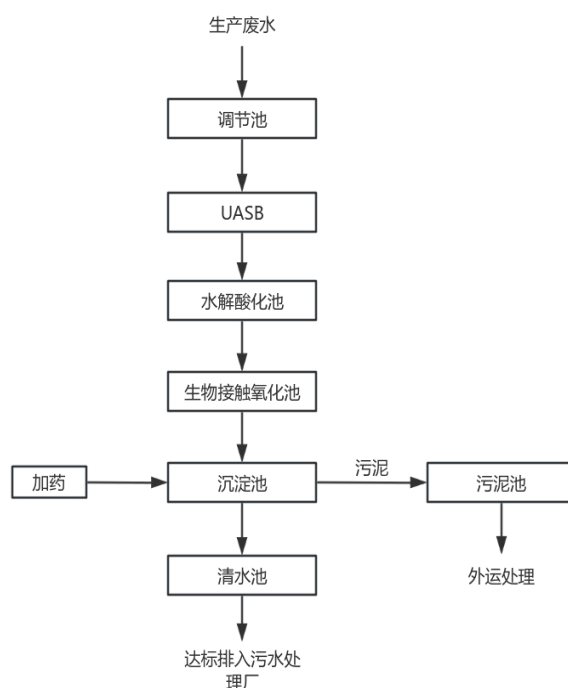 生产废水
调节池
UASB
水解酸化池
生物接触氧化池
加药
沉淀池
污泥
污泥池
清水池
外运处理
达标排入污水处
理厂